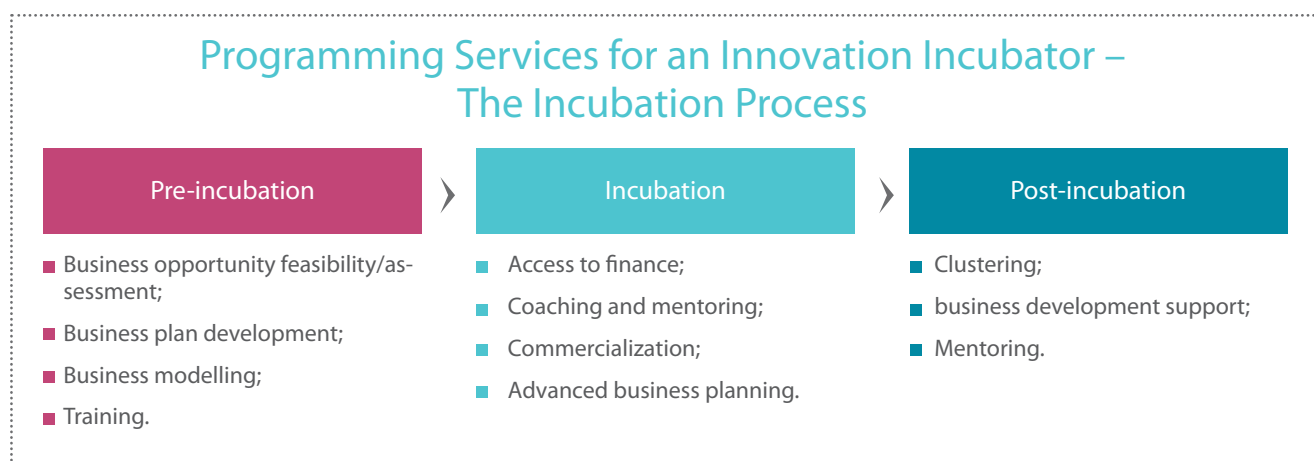 Programming Services for an Innovation Incubator –
The Incubation Process
Pre-incubation
Business opportunity feasibility/as-
sessment;
Business plan development;
Business modelling;
Training.
Incubation
Access to finance;
Coaching and mentoring;
Commercialization;
Advanced business planning.
Post-incubation
Clustering;
business development support;
Mentoring.